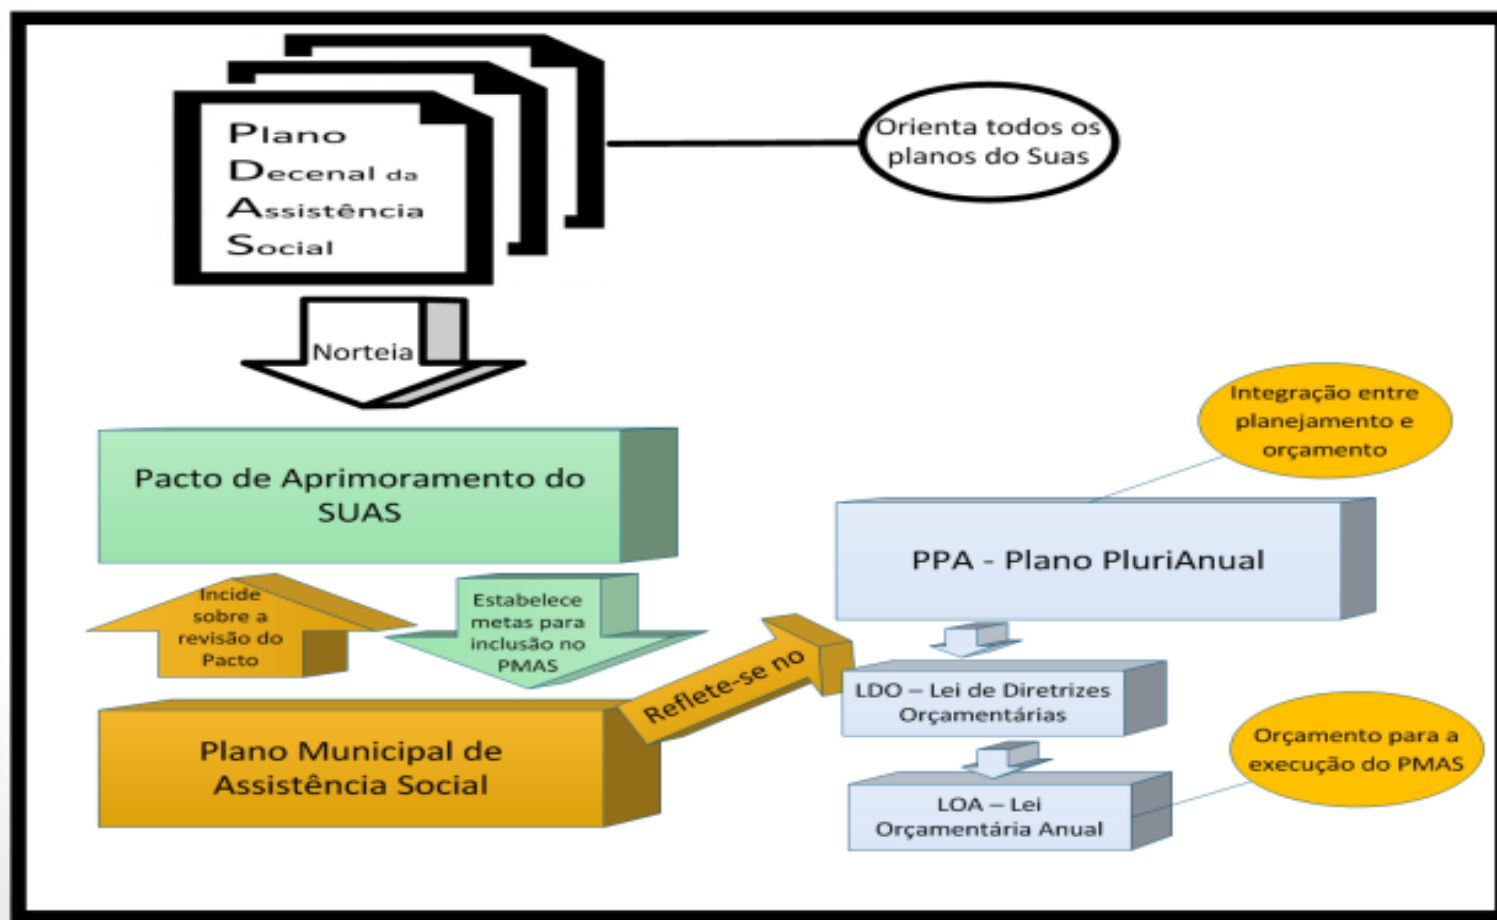 Plano
Decenal da
Assistência
Social
Orienta todos os
planos do Suas
Norteia
Pacto de Aprimoramento do
SUAS
Incide
sobre a
revisão do
Pacto
Estabelece
metas para
inclusão no
PMAS
Plano Municipal de
Assistência Social
Reflete-se no
Integração entre
planejamento e
orçamento
PPA - Plano PluriAnual
LDO – Lei de Diretrizes
Orçamentárias
LOA – Lei
Orçamentária Anual
Orçamento para a
execução do PMAS